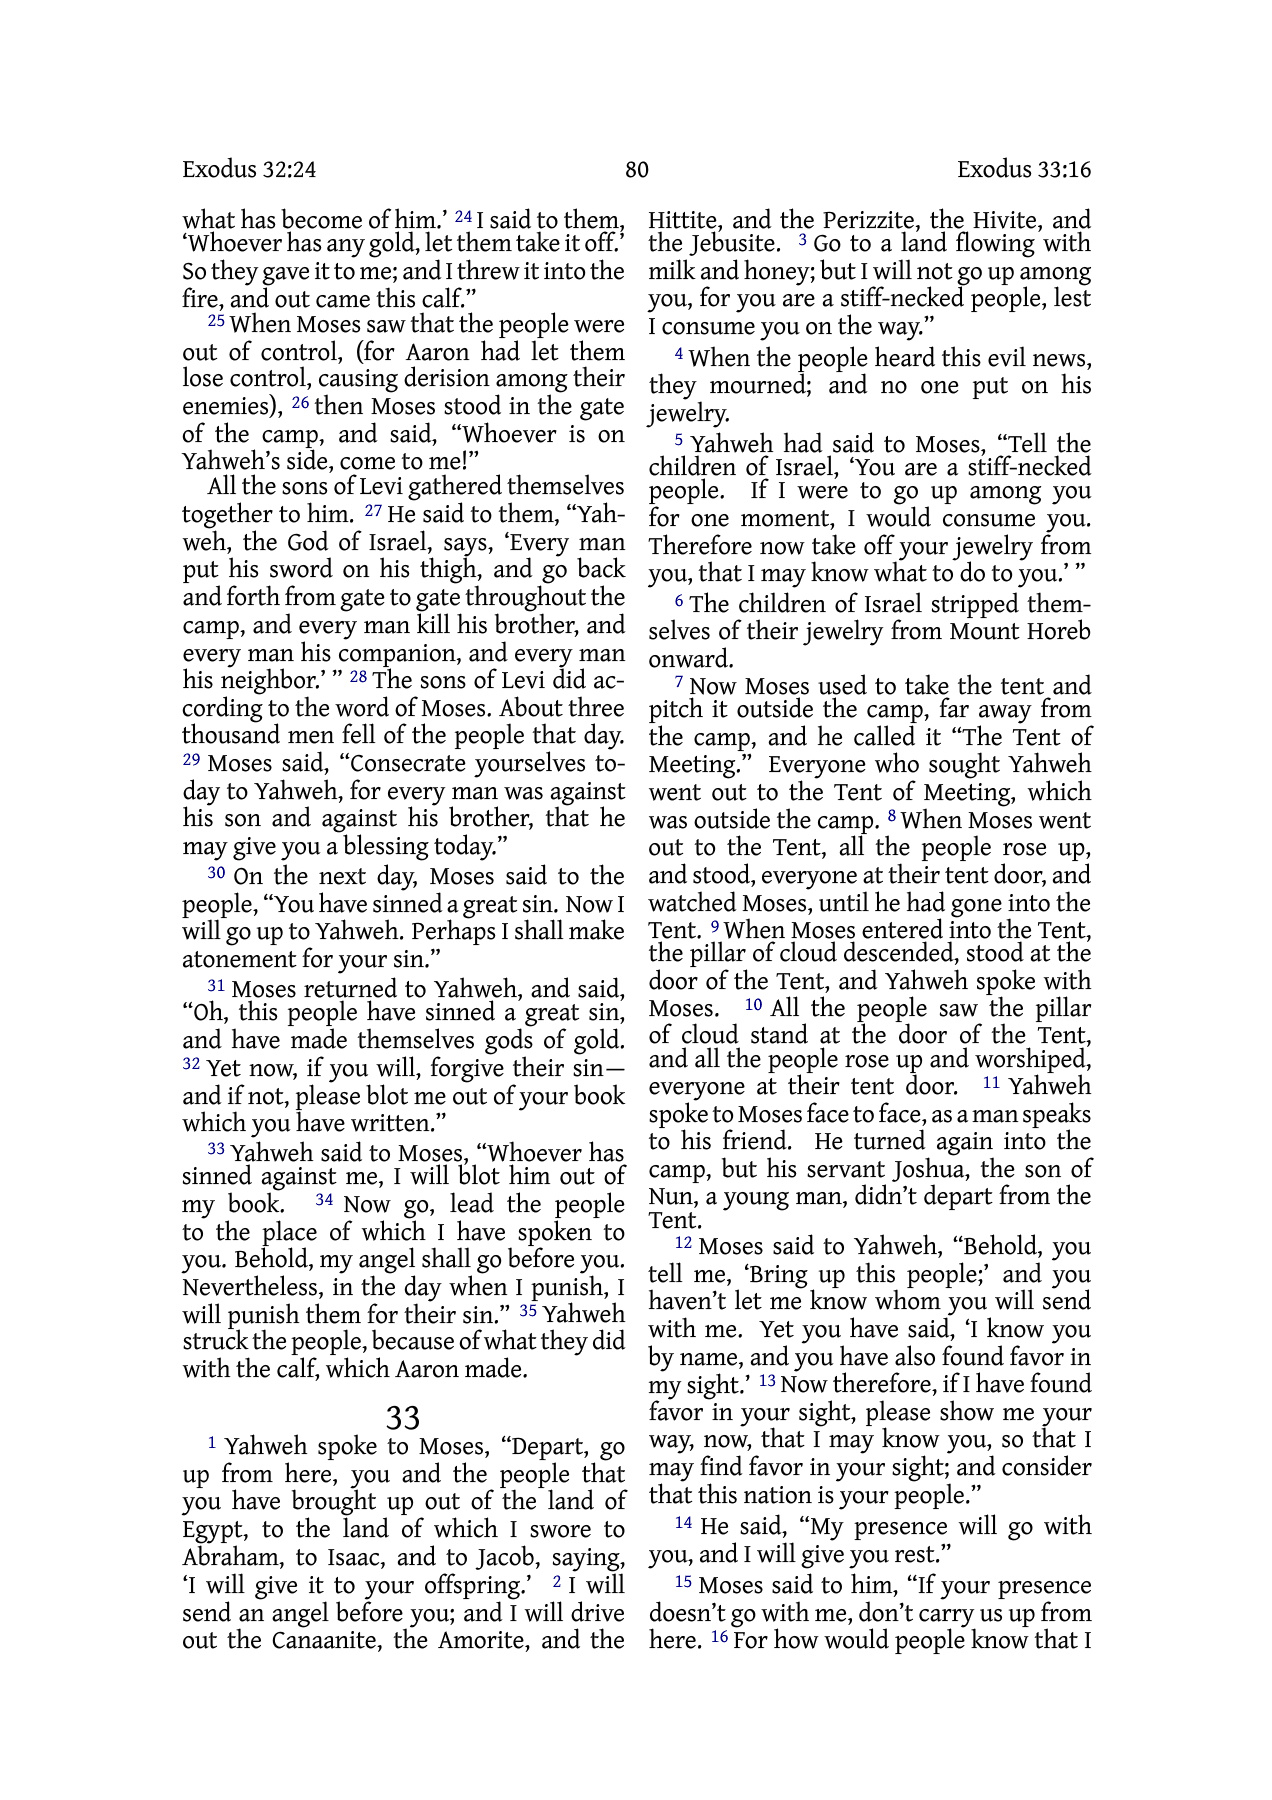 Exodus 32:24 80 Exodus 33:16
what has become of him.’ 24 I said to them,
‘Whoever has any gold, let them take it off.’
So they gave it to me; and I threw it into the
fire, and out came this calf.”
25 When Moses saw that the people were
out of control, (for Aaron had let them
lose control, causing derision among their
enemies), 26 then Moses stood in the gate
of the camp, and said, “Whoever is on
Yahweh’s side, come to me!”
All the sons of Levi gathered themselves
together to him. 27 He said to them, “Yah-
weh, the God of Israel, says, ‘Every man
put his sword on his thigh, and go back
and forth from gate to gate throughout the
camp, and every man kill his brother, and
every man his companion, and every man
his neighbor.’ ” 28 The sons of Levi did ac-
cording to the word of Moses. About three
thousand men fell of the people that day.
29 Moses said, “Consecrate yourselves to-
day to Yahweh, for every man was against
his son and against his brother, that he
may give you a blessing today.”
30 On the next day, Moses said to the
people, “You have sinned a great sin. Now I
will go up to Yahweh. Perhaps I shall make
atonement for your sin.”
31 Moses returned to Yahweh, and said,
“Oh, this people have sinned a great sin,
and have made themselves gods of gold.
32 Yet now, if you will, forgive their sin—
and if not, please blot me out of your book
which you have written.”
33 Yahweh said to Moses, “Whoever has
sinned against me, I will blot him out of
my book. 34 Now go, lead the people
to the place of which I have spoken to
you. Behold, my angel shall go before you.
Nevertheless, in the day when I punish, I
will punish them for their sin.” 35 Yahweh
struck the people, because of what they did
with the calf, which Aaron made.
33
1 Yahweh spoke to Moses, “Depart, go
up from here, you and the people that
you have brought up out of the land of
Egypt, to the land of which I swore to
Abraham, to Isaac, and to Jacob, saying,
‘I will give it to your offspring.’ 2 I will
send an angel before you; and I will drive
out the Canaanite, the Amorite, and the
Hittite, and the Perizzite, the Hivite, and
the Jebusite. 3 Go to a land flowing with
milk and honey; but I will not go up among
you, for you are a stiff-necked people, lest
I consume you on the way.”
4 When the people heard this evil news,
they mourned; and no one put on his
jewelry.
5 Yahweh had said to Moses, “Tell the
children of Israel, ‘You are a stiff-necked
people. If I were to go up among you
for one moment, I would consume you.
Therefore now take off your jewelry from
you, that I may know what to do to you.’ ”
6 The children of Israel stripped them-
selves of their jewelry from Mount Horeb
onward.
7 Now Moses used to take the tent and
pitch it outside the camp, far away from
the camp, and he called it “The Tent of
Meeting.” Everyone who sought Yahweh
went out to the Tent of Meeting, which
was outside the camp. 8 When Moses went
out to the Tent, all the people rose up,
and stood, everyone at their tent door, and
watched Moses, until he had gone into the
Tent. 9 When Moses entered into the Tent,
the pillar of cloud descended, stood at the
door of the Tent, and Yahweh spoke with
Moses. 10 All the people saw the pillar
of cloud stand at the door of the Tent,
and all the people rose up and worshiped,
everyone at their tent door. 11 Yahweh
spoke to Moses face to face, as a man speaks
to his friend. He turned again into the
camp, but his servant Joshua, the son of
Nun, a young man, didn’t depart from the
Tent.
12 Moses said to Yahweh, “Behold, you
tell me, ‘Bring up this people;’ and you
haven’t let me know whom you will send
with me. Yet you have said, ‘I know you
by name, and you have also found favor in
my sight.’ 13 Now therefore, if I have found
favor in your sight, please show me your
way, now, that I may know you, so that I
may find favor in your sight; and consider
that this nation is your people.”
14 He said, “My presence will go with
you, and I will give you rest.”
15 Moses said to him, “If your presence
doesn’t go with me, don’t carry us up from
here. 16 For how would people know that I